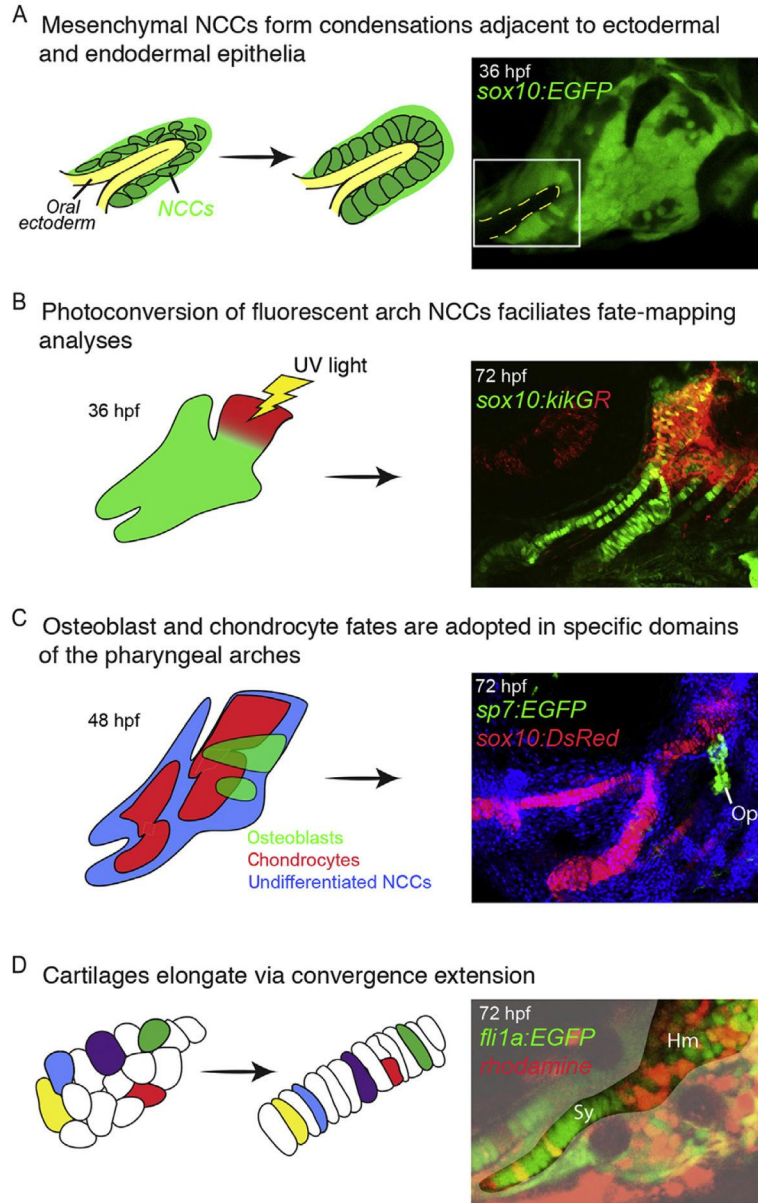 A Mesenchymal NCCs form condensations adjacent to ectodermal
and endodermal epithelia
Oral
ectoderm
NCCs
36 hpf
sox10:EGFP
B Photoconversion of fluorescent arch NCCs faciliates fate-mapping
analyses
36 hpf
UV light
72 hpf
sox10:kikGR
C Osteoblast and chondrocyte fates are adopted in specific domains
of the pharyngeal arches
48 hpf
Osteoblasts
Chondrocytes
Undifferentiated NCCs
72 hpf
sp7:EGFP
sox10:DsRed
Op
D Cartilages elongate via convergence extension
72 hpf
fli1a:EGFP
rhodamine
Hm
Sy